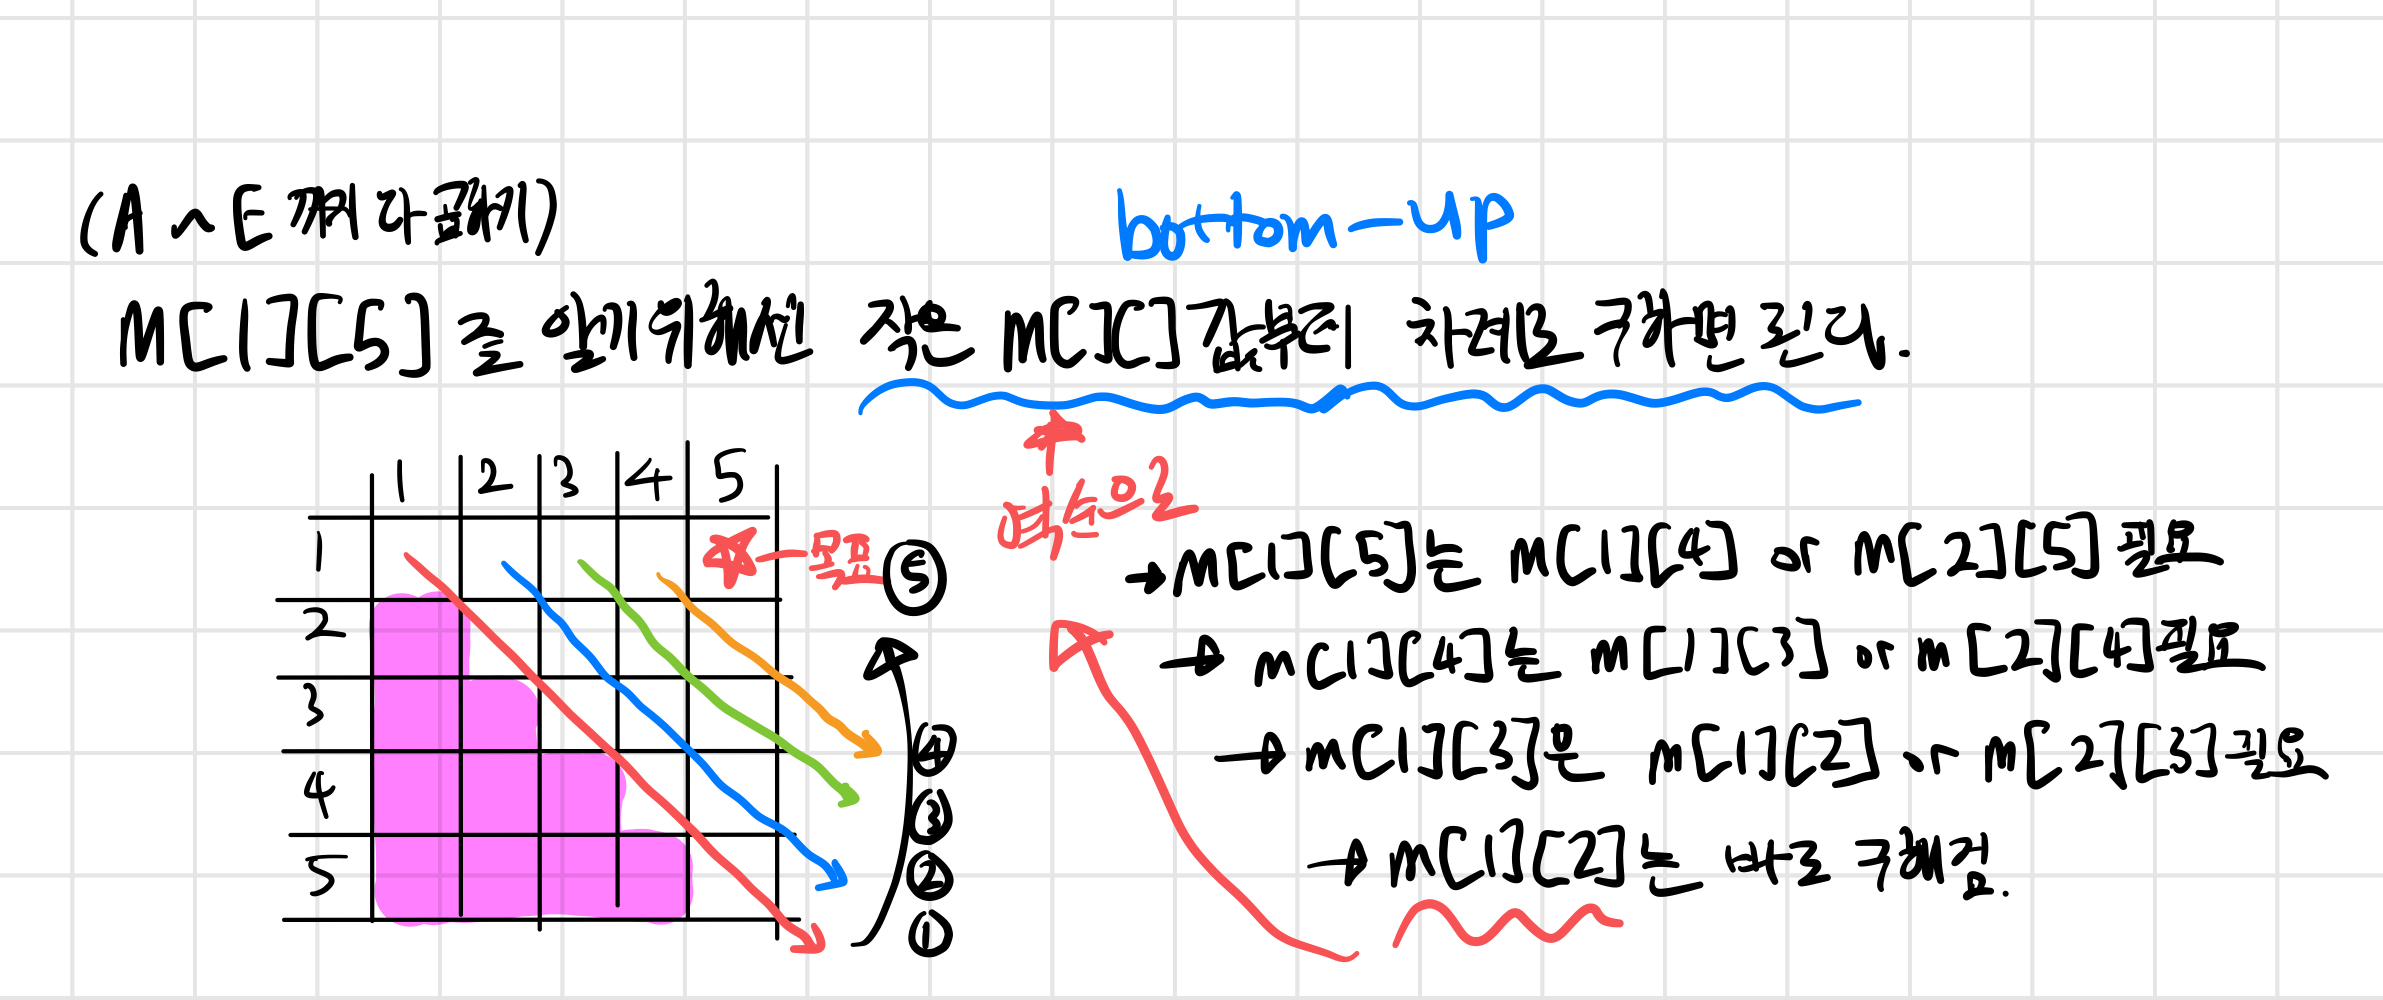 (A ~ E 까지 다 곱하기)
bottom-up
M[1][5]를 알기위해선 작은 m[][]값부터 차례로 구하면 된다.
역순으로
1 2 3 4 5
1
목표 ⑤
2
3
4
5
④
③
②
①
→ m[1][5]는 m[1][4] or m[2][5] 필요
→ m[1][4]는 m[1][3] or m[2][4] 필요
→ m[1][3]은 m[1][2] or m[2][3] 필요
→ m[1][2]는 바로 구해짐.